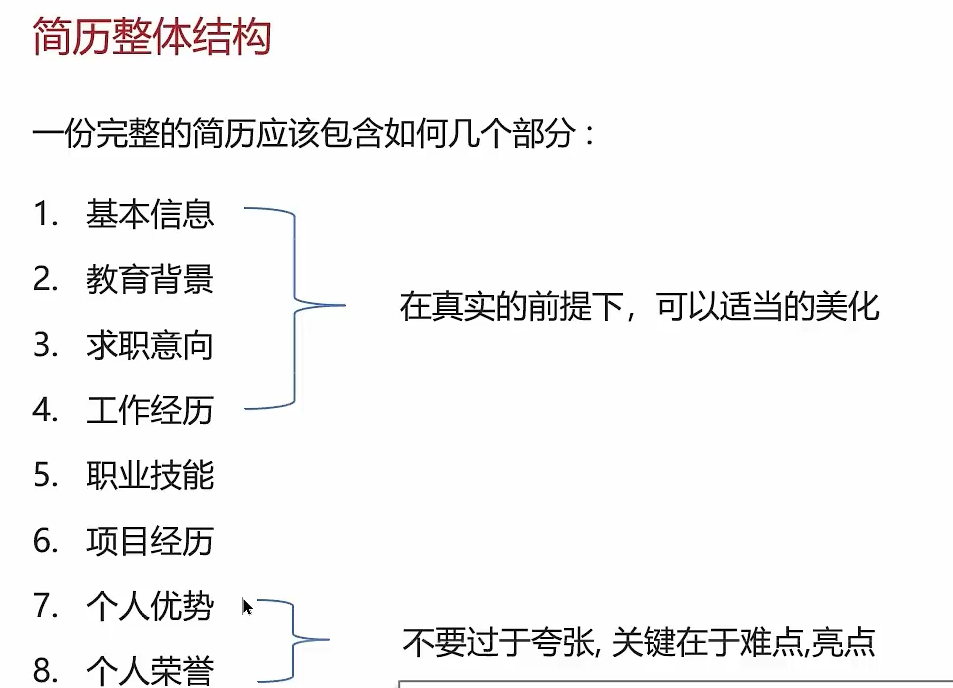 简历整体结构
一份完整的简历应该包含如何几个部分：
1. 基本信息
2. 教育背景
3. 求职意向
4. 工作经历
在真实的前提下，可以适当的美化
5. 职业技能
6. 项目经历
7. 个人优势
8. 个人荣誉
不要过于夸张, 关键在于难点,亮点